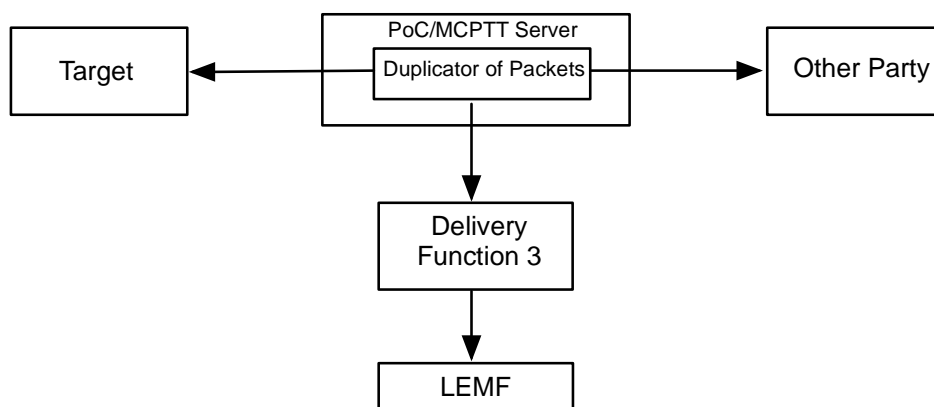 PoC/MCPTT Server
Target
Duplicator of Packets
Other Party
Delivery
Function 3
LEMF